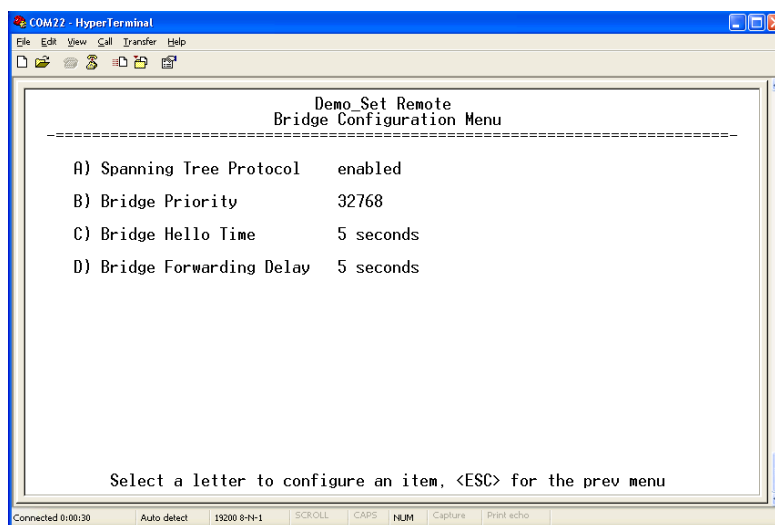 COM22 - HyperTerminal
File Edit View Call Transfer Help
Demo_Set Remote
Bridge Configuration Menu
-==========================================================================-
A) Spanning Tree Protocol enabled
B) Bridge Priority 32768
C) Bridge Hello Time 5 seconds
D) Bridge Forwarding Delay 5 seconds
Select a letter to configure an item, <ESC> for the prev menu
Connected 0:00:30 Auto detect 19200 8-N-1 SCROLL CAPS NUM Capture Print echo